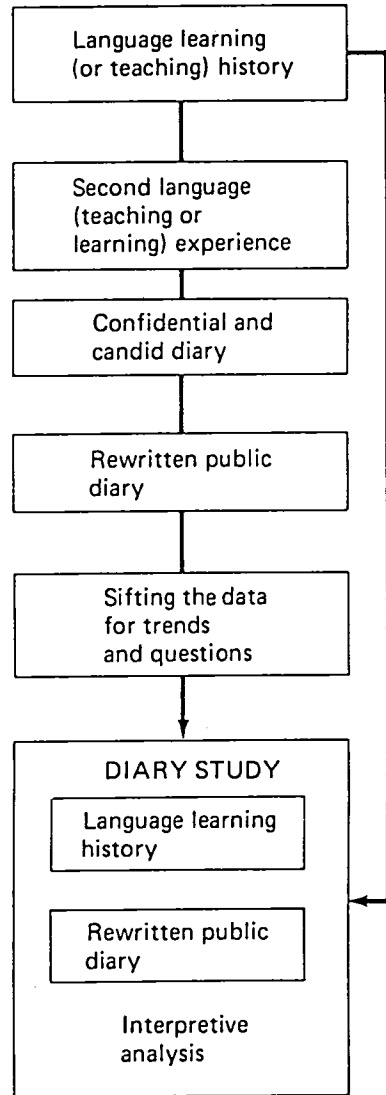 Language learning
(or teaching) history
Second language
(teaching or
learning) experience
Confidential and
candid diary
Rewritten public
diary
Sifting the data
for trends
and questions
DIARY STUDY
Language learning
history
Rewritten public
diary
Interpretive
analysis